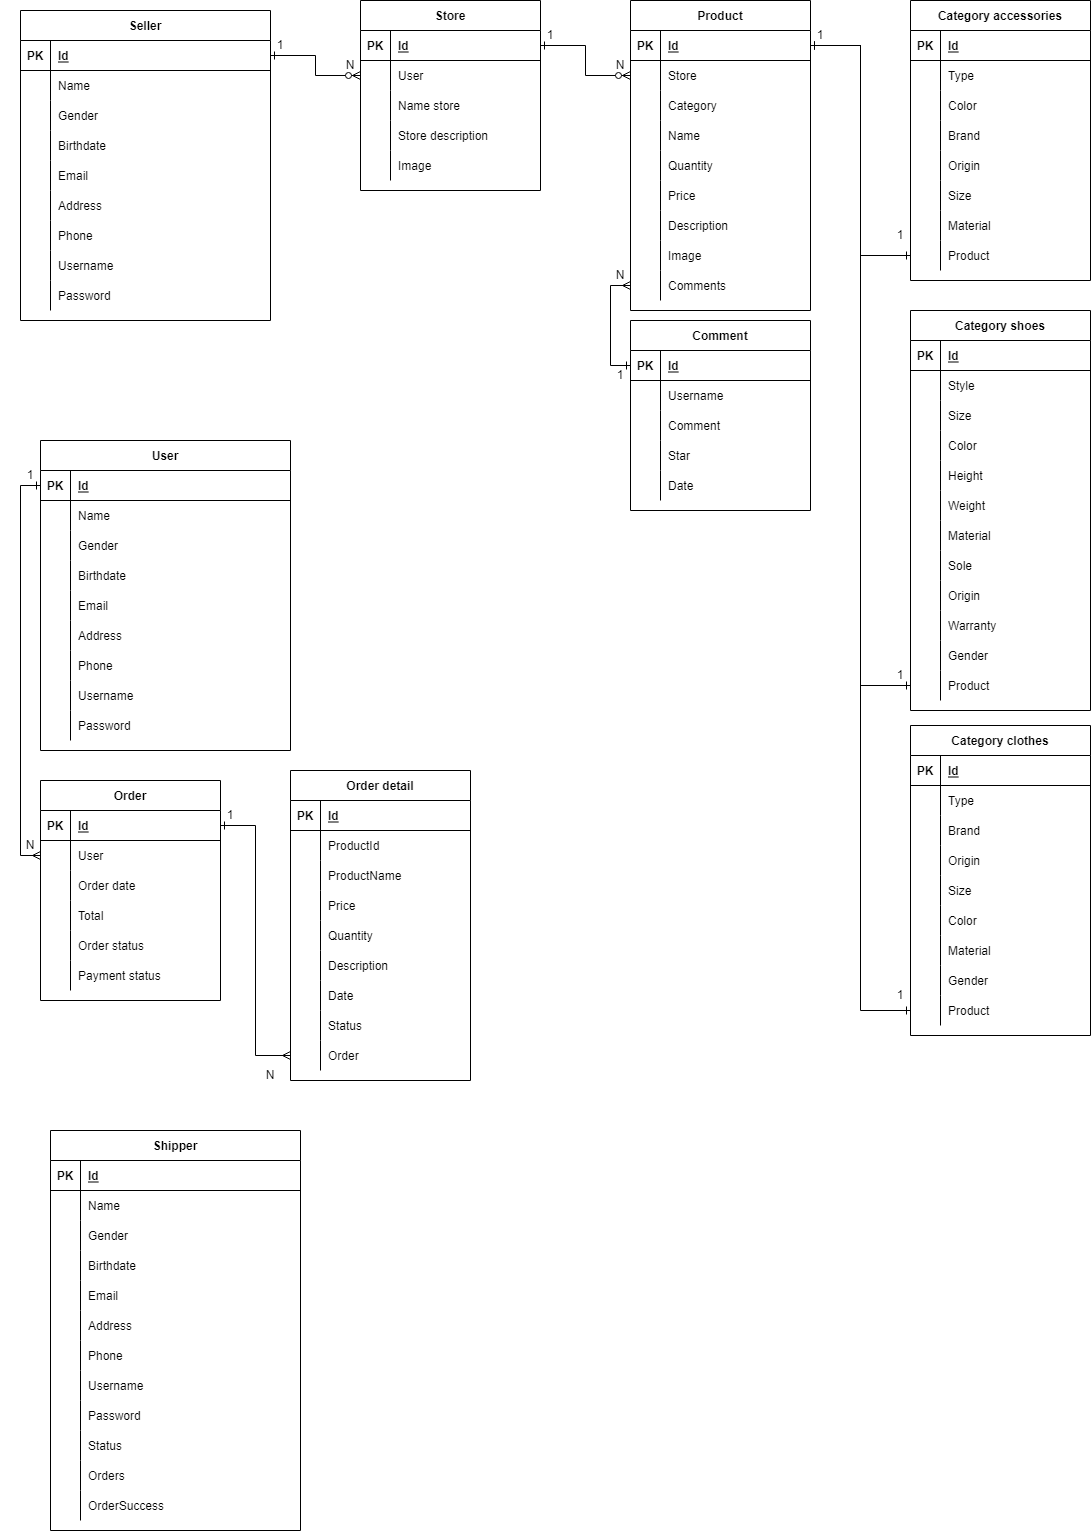 Seller
PK Id
Name
Gender
Birthdate
Email
Address
Phone
Username
Password
1
N
Store
PK Id
User
Name store
Store description
Image
1
N
Product
PK Id
Store
Category
Name
Quantity
Price
Description
Image
Comments
1
N
1
Comment
PK Id
Username
Comment
Star
Date
Category accessories
PK Id
Type
Color
Brand
Origin
Size
Material
Product
1
Category shoes
PK Id
Style
Size
Color
Height
Weight
Material
Sole
Origin
Warranty
Gender
Product
1
Category clothes
PK Id
Type
Brand
Origin
Size
Color
Material
Gender
Product
1
User
PK Id
Name
Gender
Birthdate
Email
Address
Phone
Username
Password
1
N
Order
PK Id
User
Order date
Total
Order status
Payment status
1
N
Order detail
PK Id
ProductId
ProductName
Price
Quantity
Description
Date
Status
Order
Shipper
PK Id
Name
Gender
Birthdate
Email
Address
Phone
Username
Password
Status
Orders
OrderSuccess